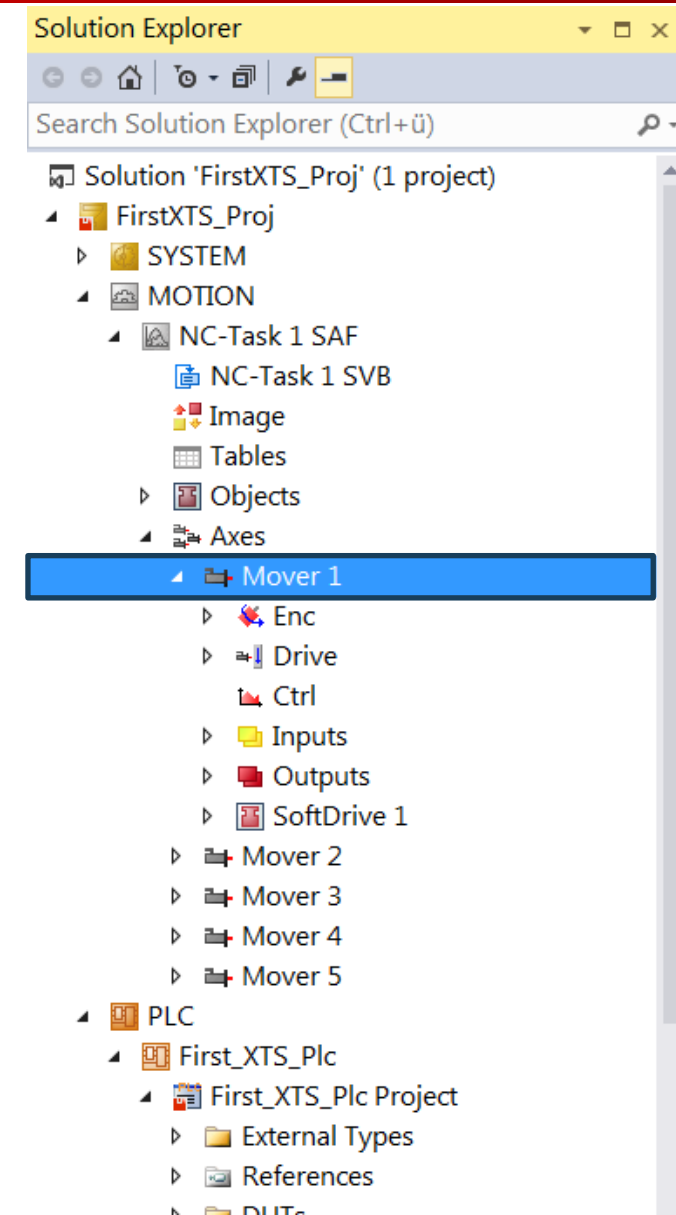 Solution Explorer
Search Solution Explorer (Ctrl+ü)
Solution 'FirstXTS_Proj' (1 project)
FirstXTS_Proj
SYSTEM
MOTION
NC-Task 1 SAF
NC-Task 1 SVB
Image
Tables
Objects
Axes
Mover 1
Enc
Drive
Ctrl
Inputs
Outputs
SoftDrive 1
Mover 2
Mover 3
Mover 4
Mover 5
PLC
First_XTS_Plc
First_XTS_Plc Project
External Types
References
DUTs